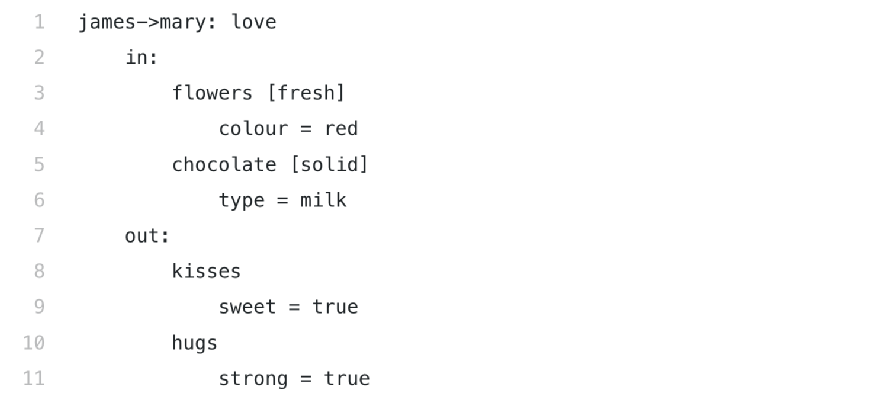 1 james->mary: love
2 in:
3 flowers [fresh]
4 colour = red
5 chocolate [solid]
6 type = milk
7 out:
8 kisses
9 sweet = true
10 hugs
11 strong = true